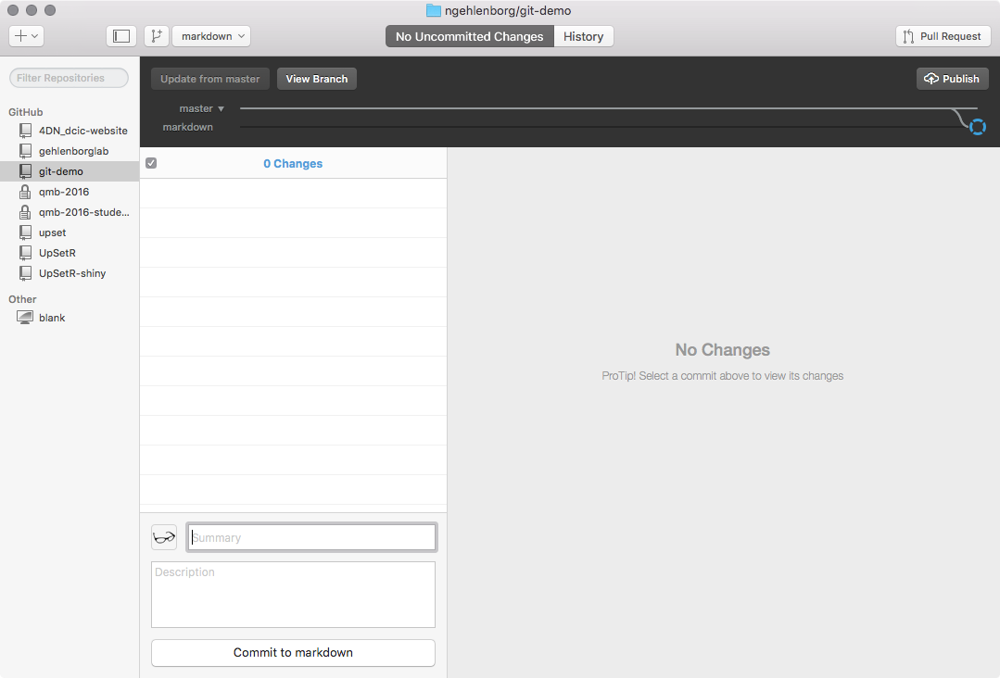 ngehlenborg/git-demo
markdown
No Uncommitted Changes
History
Pull Request
Filter Repositories
GitHub
4DN_dcic-website
gehlenborglab
git-demo
qmb-2016
qmb-2016-stude...
upset
UpSetR
UpSetR-shiny
Other
blank
Update from master
View Branch
Publish
master
markdown
0 Changes
No Changes
ProTip! Select a commit above to view its changes
Summary
Description
Commit to markdown